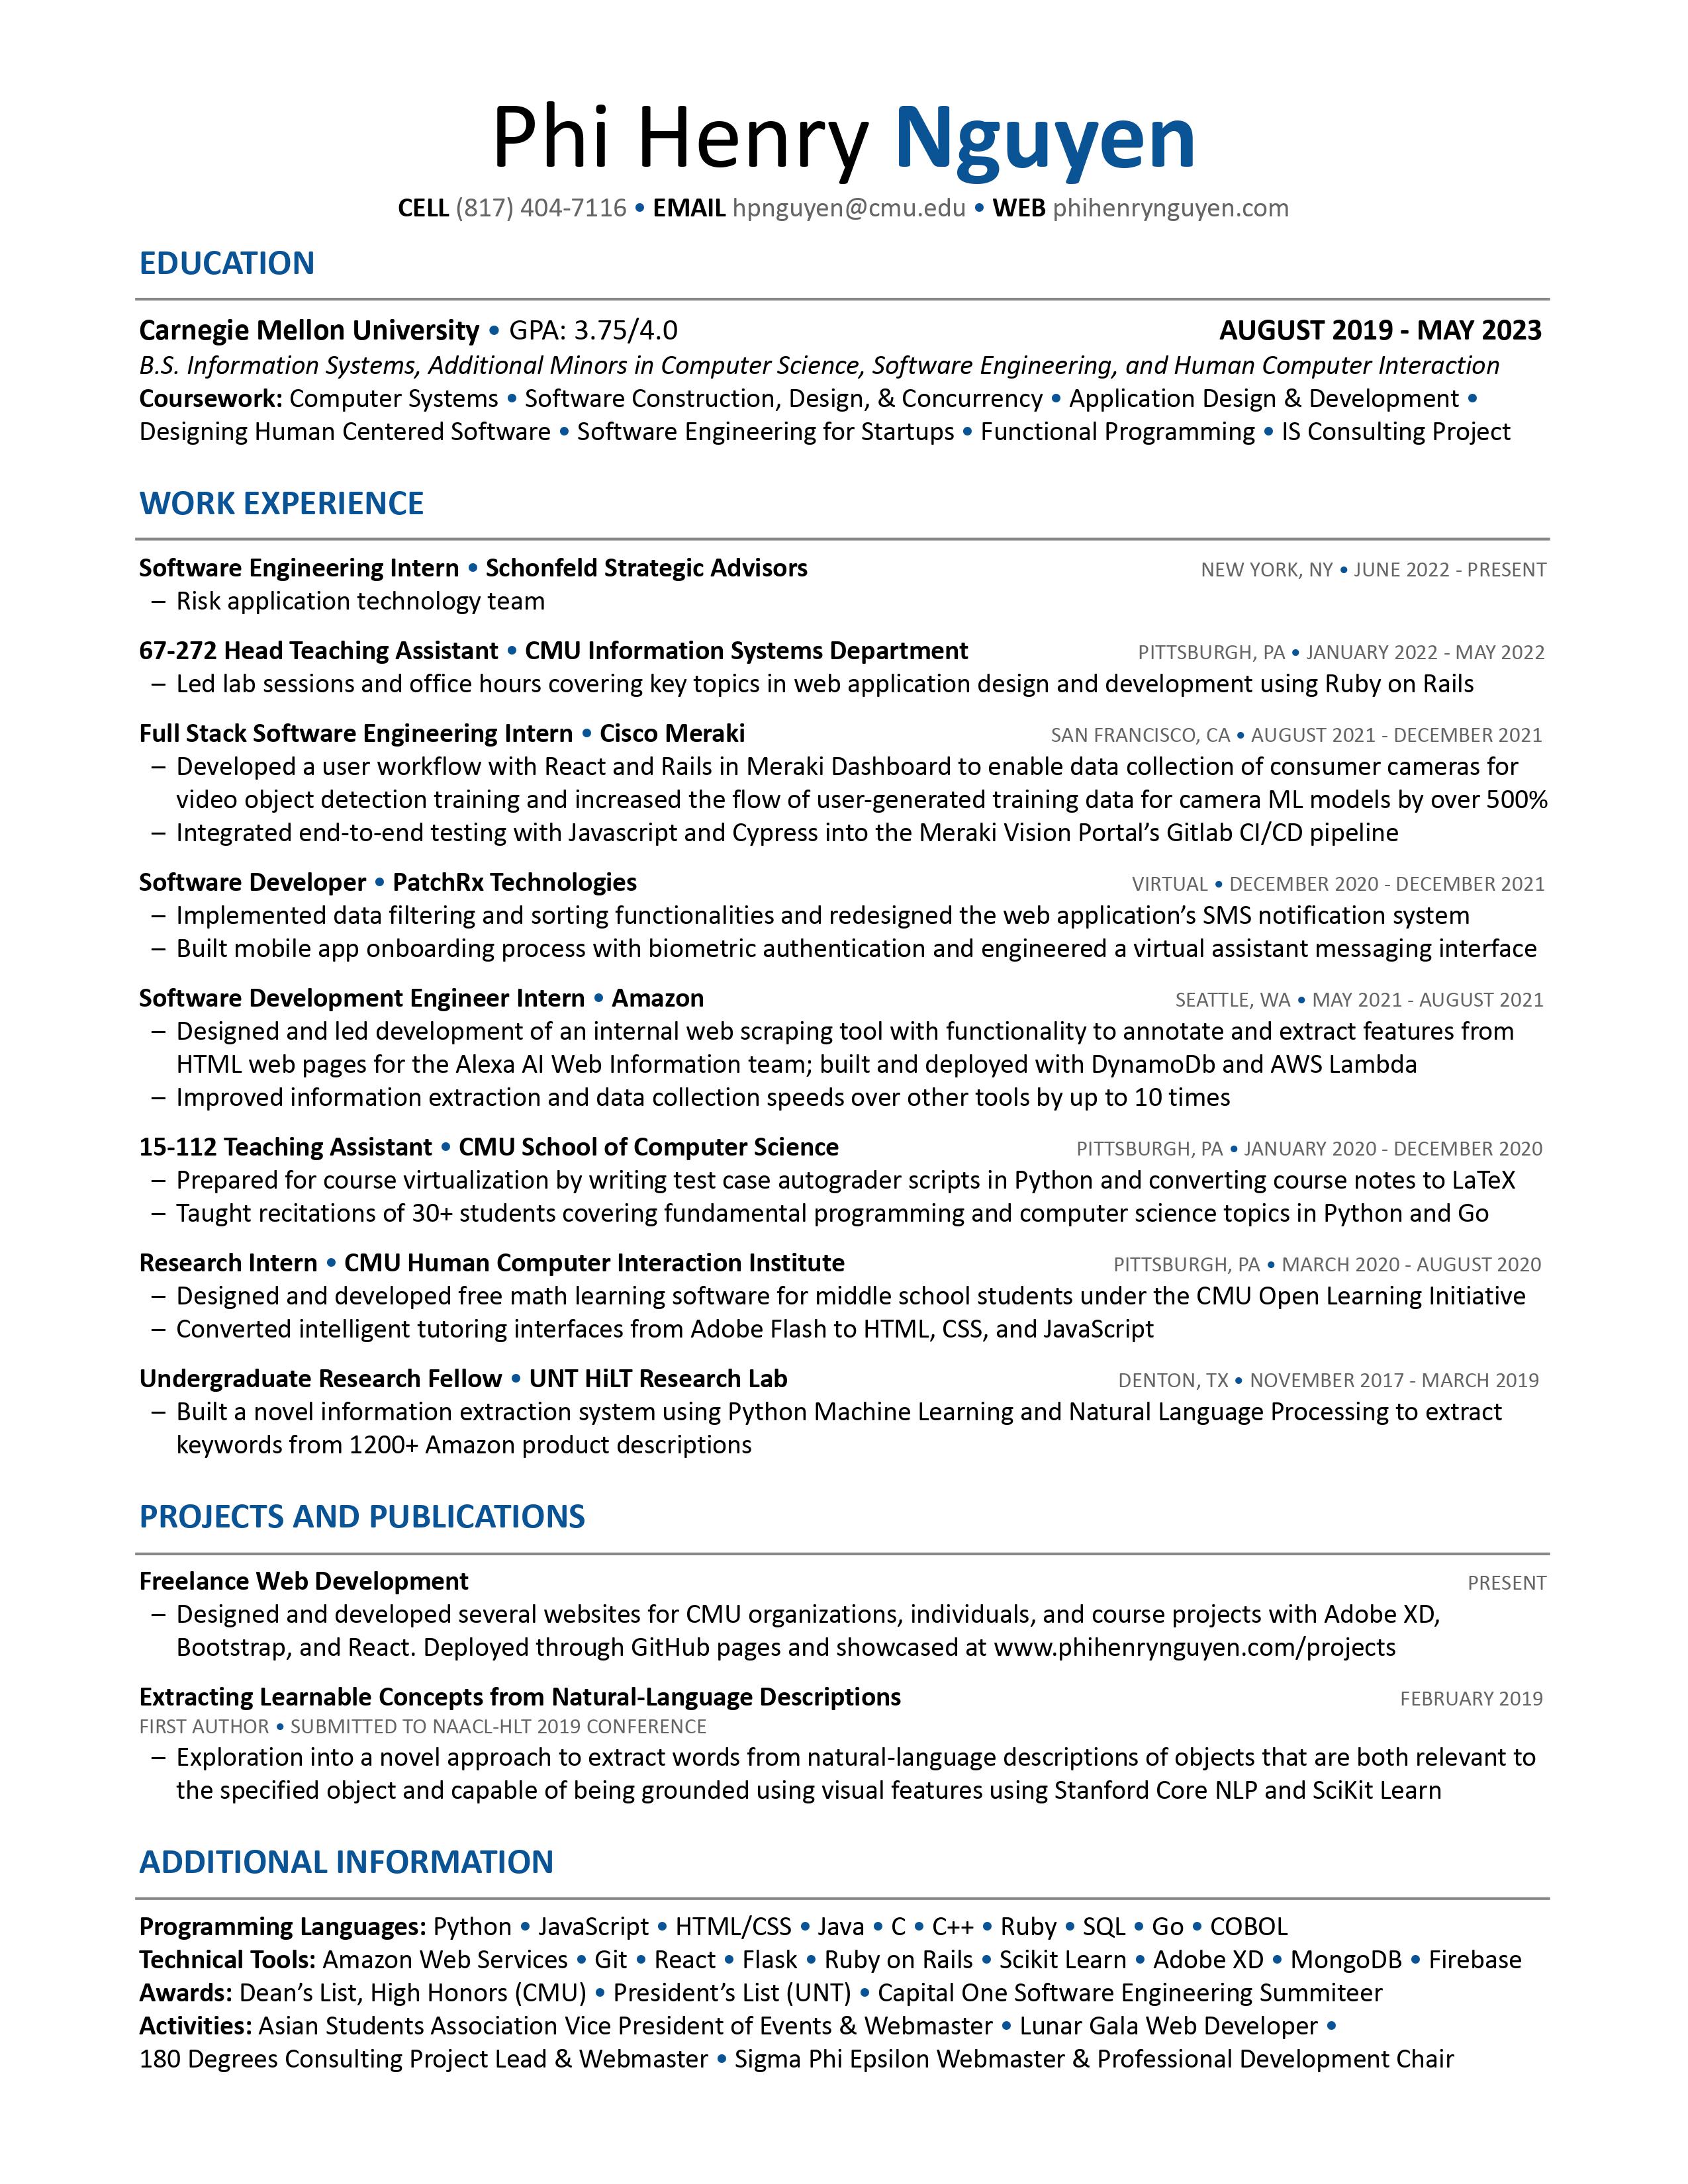 Phi Henry Nguyen
CELL (817) 404-7116 • EMAIL hpnguyen@cmu.edu • WEB phihenrynguyen.com
EDUCATION
Carnegie Mellon University • GPA: 3.75/4.0 AUGUST 2019 - MAY 2023
B.S. Information Systems, Additional Minors in Computer Science, Software Engineering, and Human Computer Interaction
Coursework: Computer Systems • Software Construction, Design, & Concurrency • Application Design & Development •
Designing Human Centered Software • Software Engineering for Startups • Functional Programming • IS Consulting Project
WORK EXPERIENCE
Software Engineering Intern • Schonfeld Strategic Advisors NEW YORK, NY • JUNE 2022 - PRESENT
– Risk application technology team
67-272 Head Teaching Assistant • CMU Information Systems Department PITTSBURGH, PA • JANUARY 2022 - MAY 2022
– Led lab sessions and office hours covering key topics in web application design and development using Ruby on Rails
Full Stack Software Engineering Intern • Cisco Meraki SAN FRANCISCO, CA • AUGUST 2021 - DECEMBER 2021
– Developed a user workflow with React and Rails in Meraki Dashboard to enable data collection of consumer cameras for
video object detection training and increased the flow of user-generated training data for camera ML models by over 500%
– Integrated end-to-end testing with Javascript and Cypress into the Meraki Vision Portal’s Gitlab CI/CD pipeline
Software Developer • PatchRx Technologies VIRTUAL • DECEMBER 2020 - DECEMBER 2021
– Implemented data filtering and sorting functionalities and redesigned the web application’s SMS notification system
– Built mobile app onboarding process with biometric authentication and engineered a virtual assistant messaging interface
Software Development Engineer Intern • Amazon SEATTLE, WA • MAY 2021 - AUGUST 2021
– Designed and led development of an internal web scraping tool with functionality to annotate and extract features from
HTML web pages for the Alexa AI Web Information team; built and deployed with DynamoDb and AWS Lambda
– Improved information extraction and data collection speeds over other tools by up to 10 times
15-112 Teaching Assistant • CMU School of Computer Science PITTSBURGH, PA • JANUARY 2020 - DECEMBER 2020
– Prepared for course virtualization by writing test case autograder scripts in Python and converting course notes to LaTeX
– Taught recitations of 30+ students covering fundamental programming and computer science topics in Python and Go
Research Intern • CMU Human Computer Interaction Institute PITTSBURGH, PA • MARCH 2020 - AUGUST 2020
– Designed and developed free math learning software for middle school students under the CMU Open Learning Initiative
– Converted intelligent tutoring interfaces from Adobe Flash to HTML, CSS, and JavaScript
Undergraduate Research Fellow • UNT HiLT Research Lab DENTON, TX • NOVEMBER 2017 - MARCH 2019
– Built a novel information extraction system using Python Machine Learning and Natural Language Processing to extract
keywords from 1200+ Amazon product descriptions
PROJECTS AND PUBLICATIONS
Freelance Web Development PRESENT
– Designed and developed several websites for CMU organizations, individuals, and course projects with Adobe XD,
Bootstrap, and React. Deployed through GitHub pages and showcased at www.phihenrynguyen.com/projects
Extracting Learnable Concepts from Natural-Language Descriptions FEBRUARY 2019
FIRST AUTHOR • SUBMITTED TO NAACL-HLT 2019 CONFERENCE
– Exploration into a novel approach to extract words from natural-language descriptions of objects that are both relevant to
the specified object and capable of being grounded using visual features using Stanford Core NLP and SciKit Learn
ADDITIONAL INFORMATION
Programming Languages: Python • JavaScript • HTML/CSS • Java • C • C++ • Ruby • SQL • Go • COBOL
Technical Tools: Amazon Web Services • Git • React • Flask • Ruby on Rails • Scikit Learn • Adobe XD • MongoDB • Firebase
Awards: Dean’s List, High Honors (CMU) • President’s List (UNT) • Capital One Software Engineering Summiteer
Activities: Asian Students Association Vice President of Events & Webmaster • Lunar Gala Web Developer •
180 Degrees Consulting Project Lead & Webmaster • Sigma Phi Epsilon Webmaster & Professional Development Chair